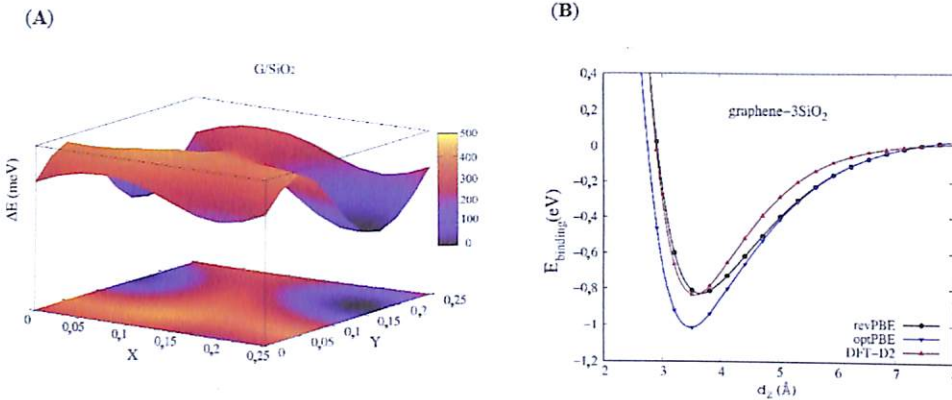 (A)
(B)
G/SiO₂
ΔE (meV)
500
400
300
200
100
0
0
0,05
0,1
0,15
0,2
0,25
X
0
0,05
0,1
0,15
0,2
0,25
Y
graphene-3SiO₂
E_binding(eV)
0,4
0,2
0
-0,2
-0,4
-0,6
-0,8
-1
-1,2
2
3
4
5
6
7
d_z (Å)
revPBE
optPBE
DFT-D2